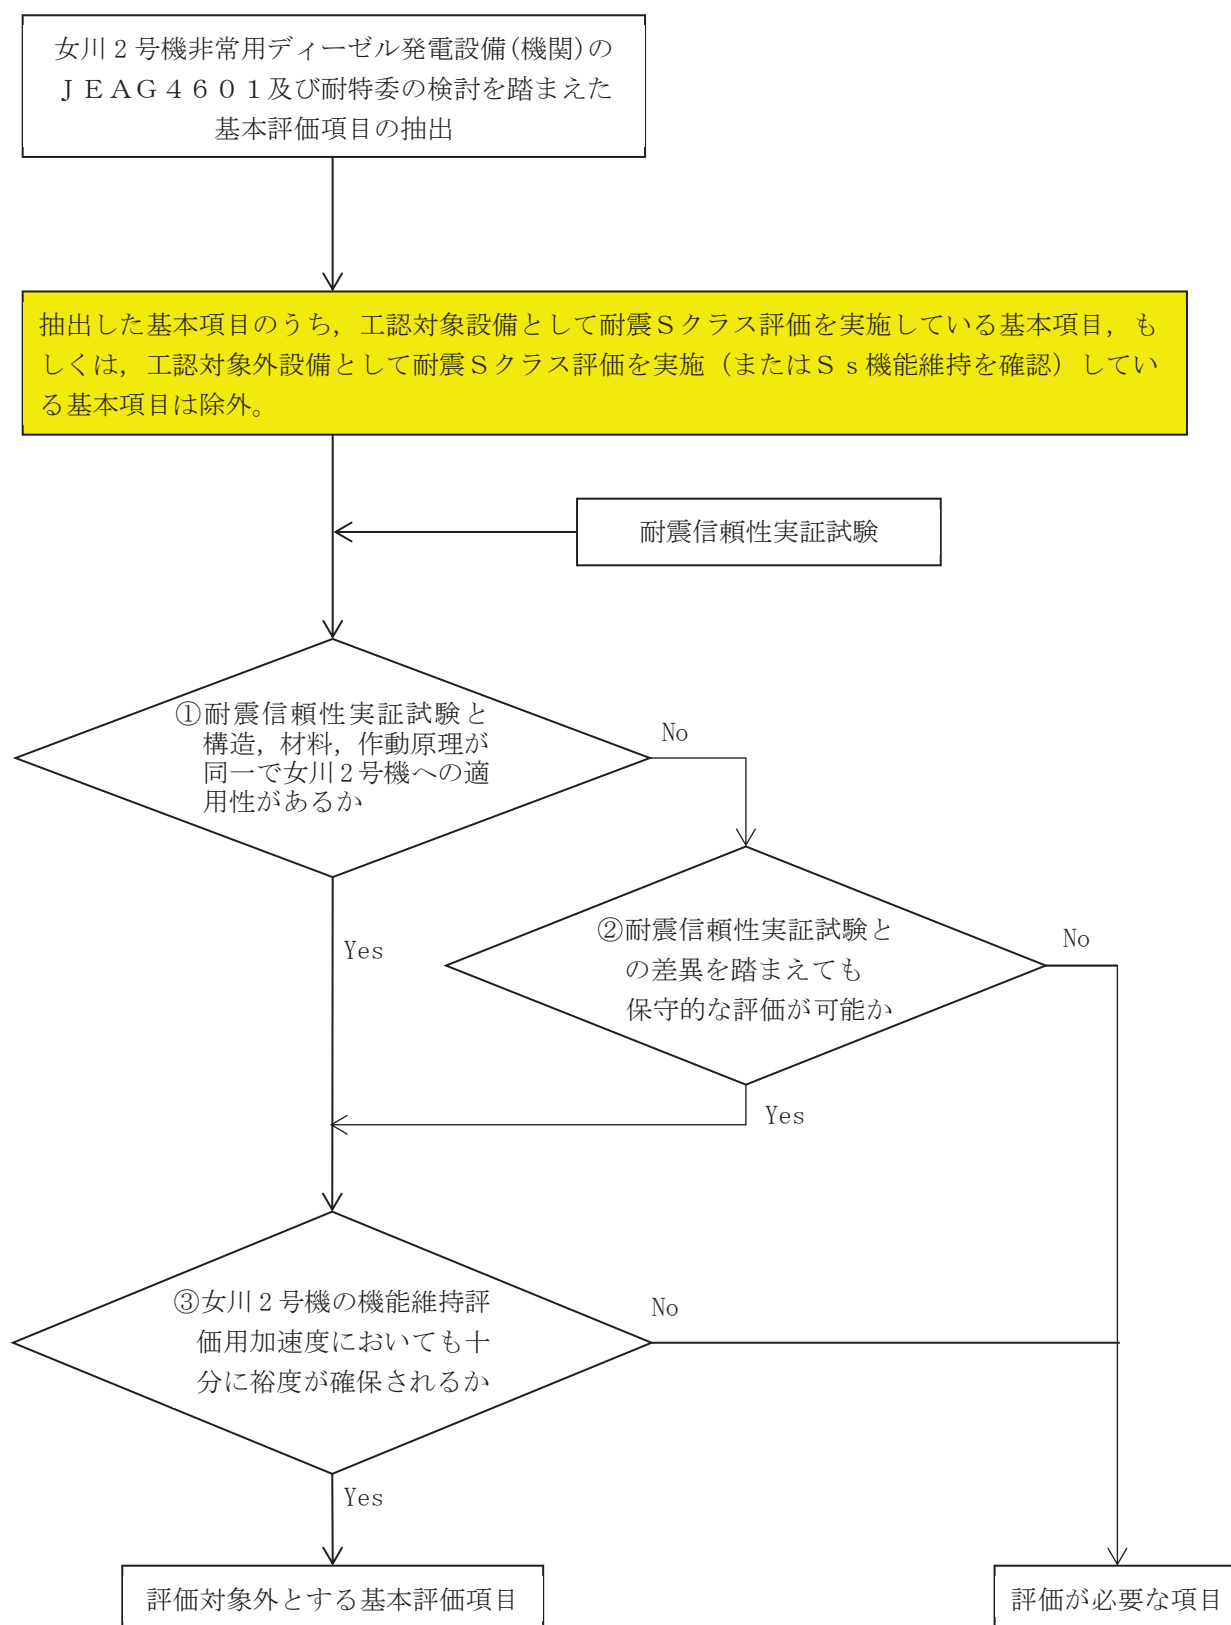 女川２号機非常用ディーゼル発電設備(機関)の
ＪＥＡＧ４６０１及び耐特委の検討を踏まえた
基本評価項目の抽出
抽出した基本項目のうち，工認対象設備として耐震Ｓクラス評価を実施している基本項目，も
しくは，工認対象外設備として耐震Ｓクラス評価を実施（またはＳｓ機能維持を確認）してい
る基本項目は除外。
耐震信頼性実証試験
①耐震信頼性実証試験と
構造，材料，作動原理が
同一で女川２号機への適
用性があるか
No
②耐震信頼性実証試験と
の差異を踏まえても
保守的な評価が可能か
No
Yes
Yes
③女川２号機の機能維持評
価用加速度においても十
分に裕度が確保されるか
No
Yes
評価対象外とする基本評価項目
評価が必要な項目